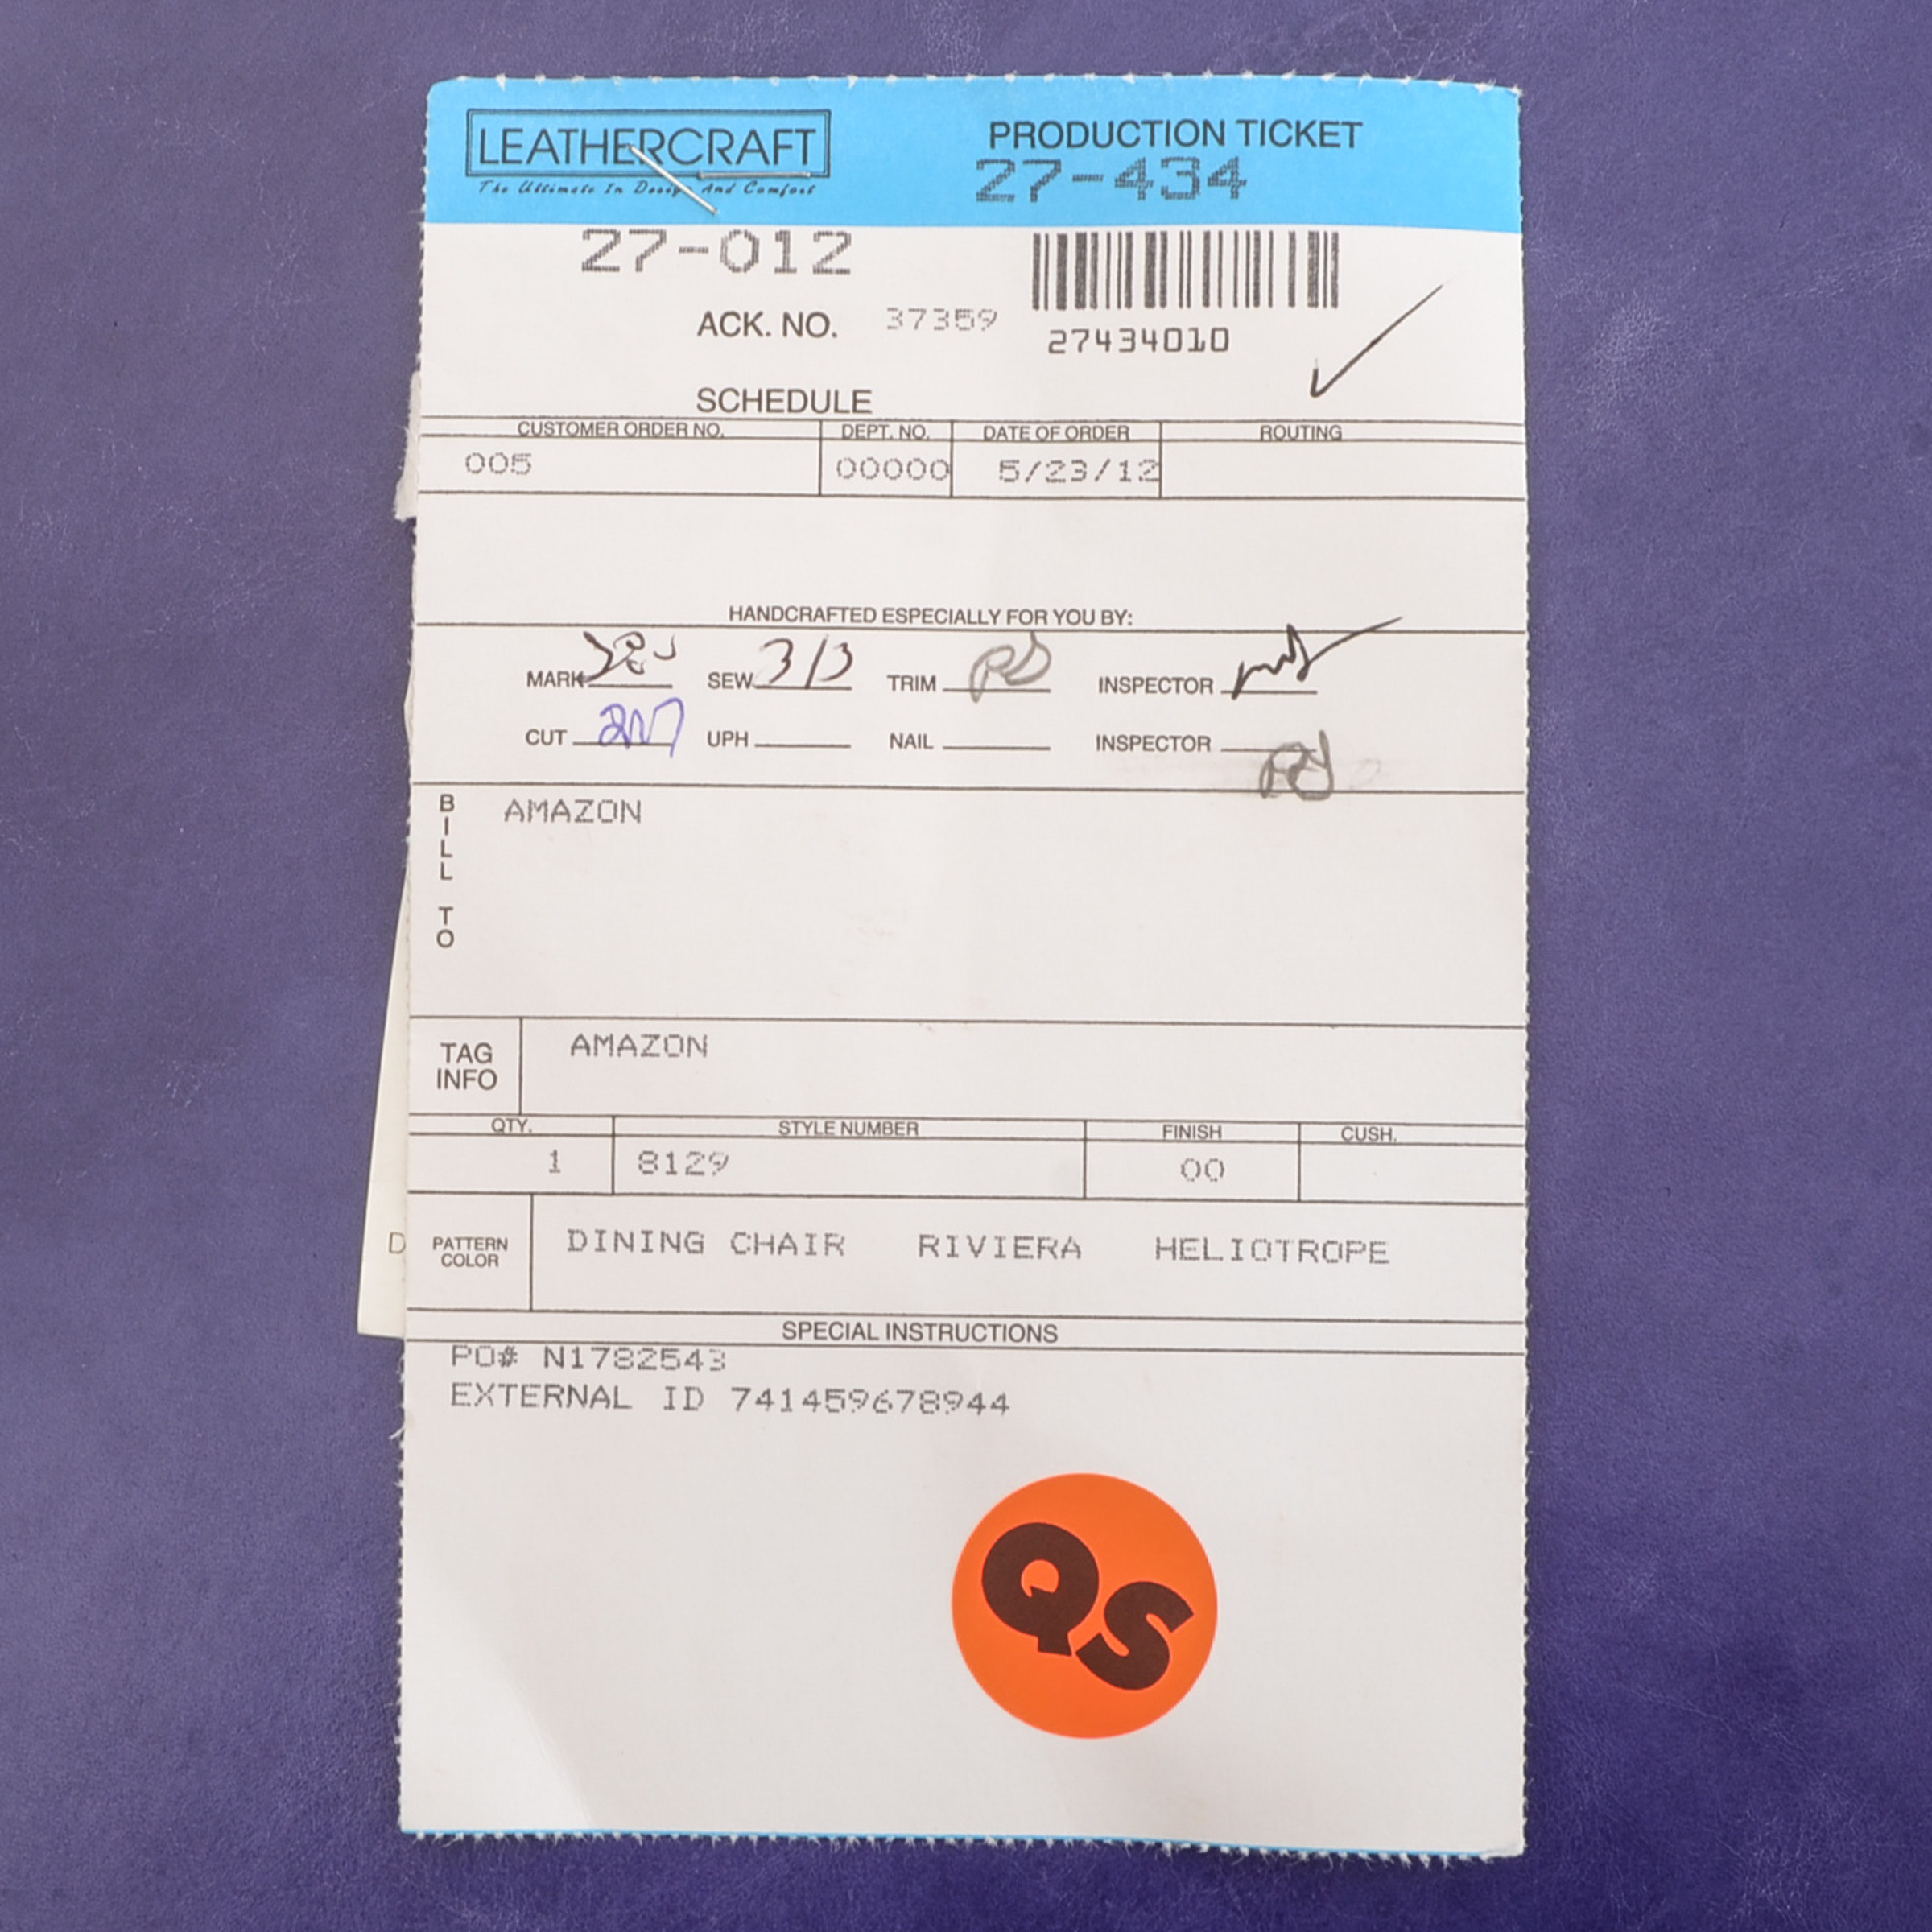 LEATHERCRAFT
The Ultimate In Design And Comfort
PRODUCTION TICKET
27-434
27-012
ACK. NO. 37359
27434010
SCHEDULE
CUSTOMER ORDER NO. DEPT. NO. DATE OF ORDER ROUTING
005 00000 5/23/12
HANDCRAFTED ESPECIALLY FOR YOU BY:
MARK SEW 313 TRIM INSPECTOR
CUT UPH NAIL INSPECTOR
BILL TO AMAZON
TAG INFO AMAZON
QTY. STYLE NUMBER FINISH CUSH.
1 8129 00
D
PATTERN COLOR DINING CHAIR RIVIERA HELIOTROPE
SPECIAL INSTRUCTIONS
PO# N1782543
EXTERNAL ID 741459678944
QS